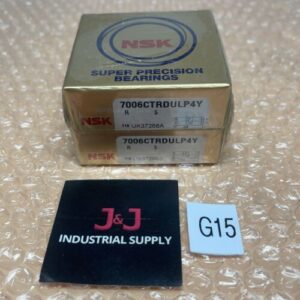 NSK
SUPER PRECISION
BEARINGS
7006CTRDULP4Y
R S
NSK
7006CTRDULP4Y
R S
NSK
J&J
INDUSTRIAL SUPPLY
G15